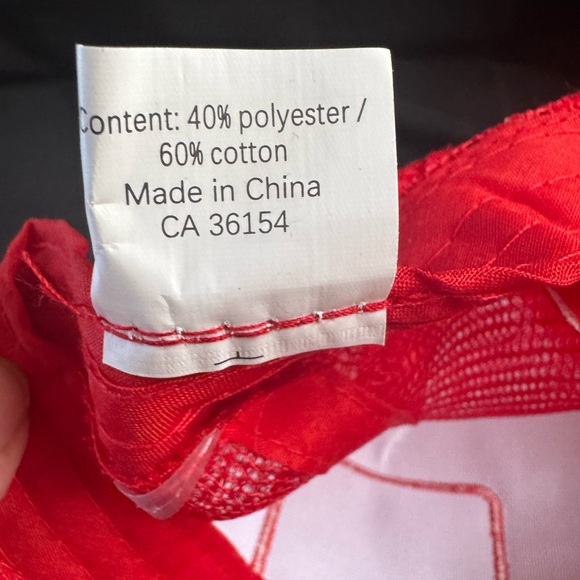 Content: 40% polyester /
60% cotton
Made in China
CA 36154